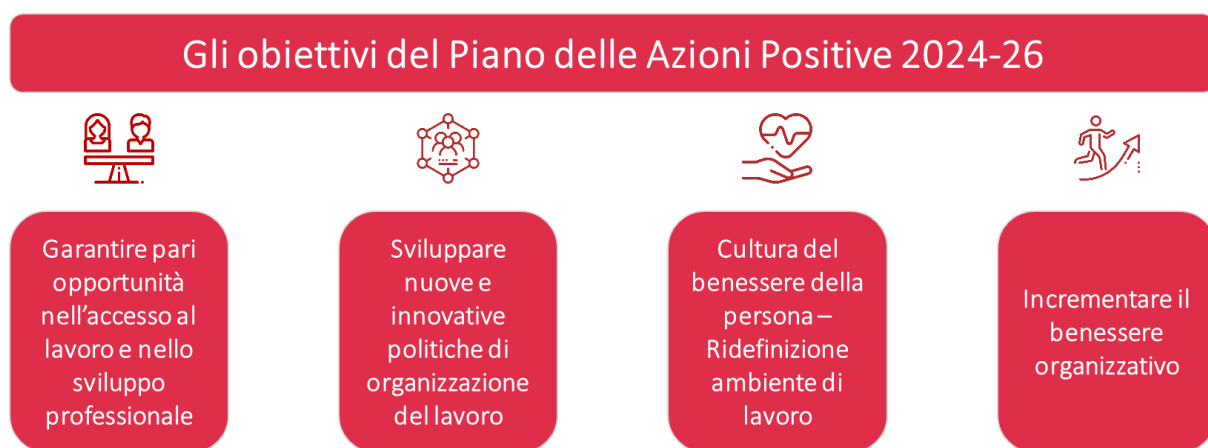 Gli obiettivi del Piano delle Azioni Positive 2024-26
Garantire pari
opportunità
nell’accesso al
lavoro e nello
sviluppo
professionale
Sviluppare
nuove e
innovative
politiche di
organizzazione
del lavoro
Cultura del
benessere della
persona –
Ridefinizione
ambiente di
lavoro
Incrementare il
benessere
organizzativo